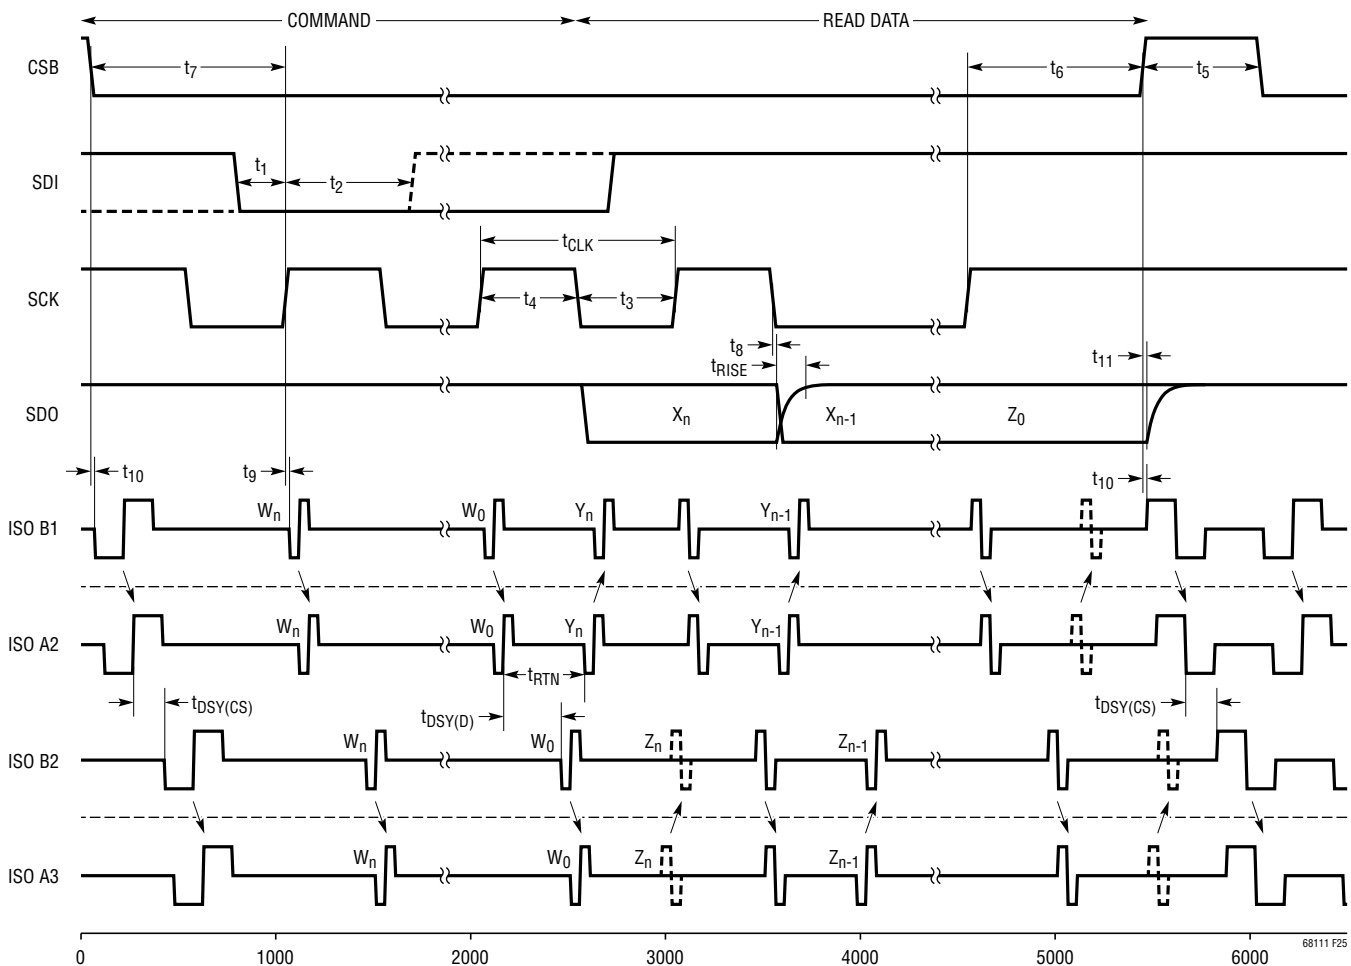 COMMAND READ DATA
CSB t7 t6 t5
SDI t1 t2
tCLK
SCK t4 t3
t8 t11
tRISE
SDO Xn Xn-1 Z0
t10 t9 t10
Wn W0 Yn Yn-1
ISO B1
Wn W0 Yn Yn-1
ISO A2
tRTN
tDSY(CS) tDSY(D) tDSY(CS)
Wn W0 Zn Zn-1
ISO B2
Wn W0 Zn Zn-1
ISO A3
68111 F25
0 1000 2000 3000 4000 5000 6000